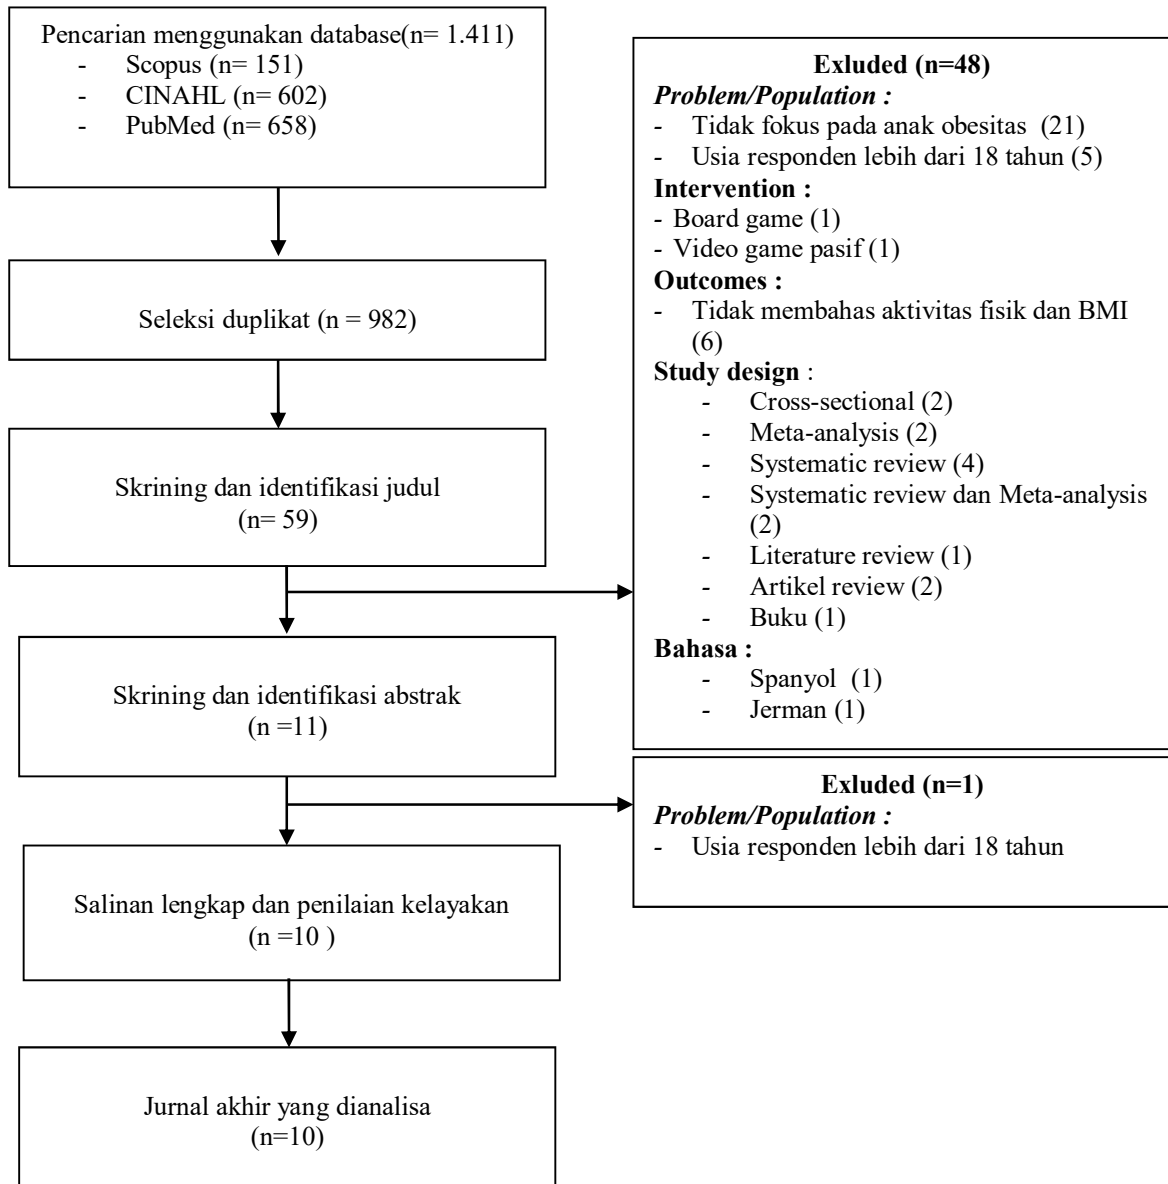 Pencarian menggunakan database(n= 1.411)
- Scopus (n= 151)
- CINAHL (n= 602)
- PubMed (n= 658)
Seleksi duplikat (n = 982)
Skrining dan identifikasi judul
(n= 59)
Exluded (n=48)
Problem/Population :
- Tidak fokus pada anak obesitas (21)
- Usia responden lebih dari 18 tahun (5)
Intervention :
- Board game (1)
- Video game pasif (1)
Outcomes :
- Tidak membahas aktivitas fisik dan BMI
(6)
Study design :
- Cross-sectional (2)
- Meta-analysis (2)
- Systematic review (4)
- Systematic review dan Meta-analysis
(2)
- Literature review (1)
- Artikel review (2)
- Buku (1)
Bahasa :
- Spanyol (1)
- Jerman (1)
Skrining dan identifikasi abstrak
(n =11)
Exluded (n=1)
Problem/Population :
- Usia responden lebih dari 18 tahun
Salinan lengkap dan penilaian kelayakan
(n =10 )
Jurnal akhir yang dianalisa
(n=10)